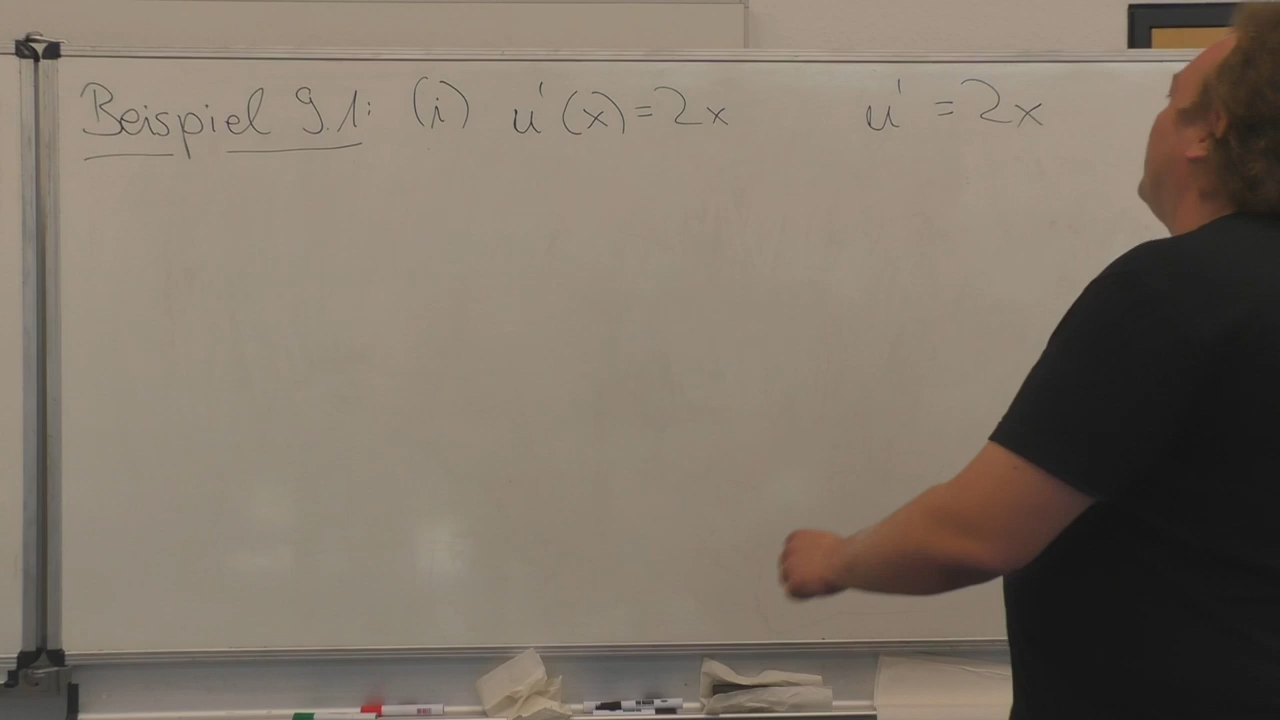 Beispiel 9.1: (i) u'(x) = 2x u' = 2x